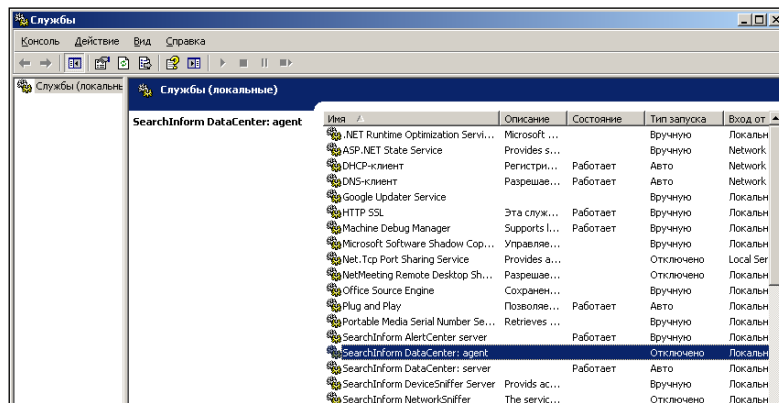 Службы
Консоль Действие Вид Справка
Службы (локальнь
Службы (локальные)
SearchInform DataCenter: agent
Имя Описание Состояние Тип запуска Вход от
.NET Runtime Optimization Servi... Microsoft ... Вручную Локальн
ASP.NET State Service Provides s... Вручную Network
DHCP-клиент Регистри... Работает Авто Network
DNS-клиент Разрешае... Работает Авто Network
Google Updater Service Вручную Локальн
HTTP SSL Эта служ... Работает Вручную Локальн
Machine Debug Manager Supports l... Работает Вручную Локальн
Microsoft Software Shadow Cop... Управляе... Вручную Локальн
Net.Tcp Port Sharing Service Provides a... Отключено Local Ser
NetMeeting Remote Desktop Sh... Разрешае... Отключено Локальн
Office Source Engine Сохранен... Вручную Локальн
Plug and Play Позволяе... Работает Авто Локальн
Portable Media Serial Number Se... Retrieves ... Вручную Локальн
SearchInform AlertCenter server Работает Вручную Локальн
SearchInform DataCenter: agent Отключено Локальн
SearchInform DataCenter: server Работает Авто Локальн
SearchInform DeviceSniffer Server Provids ac... Вручную Локальн
SearchInform NetworkSniffer The servic... Отключено Локальн